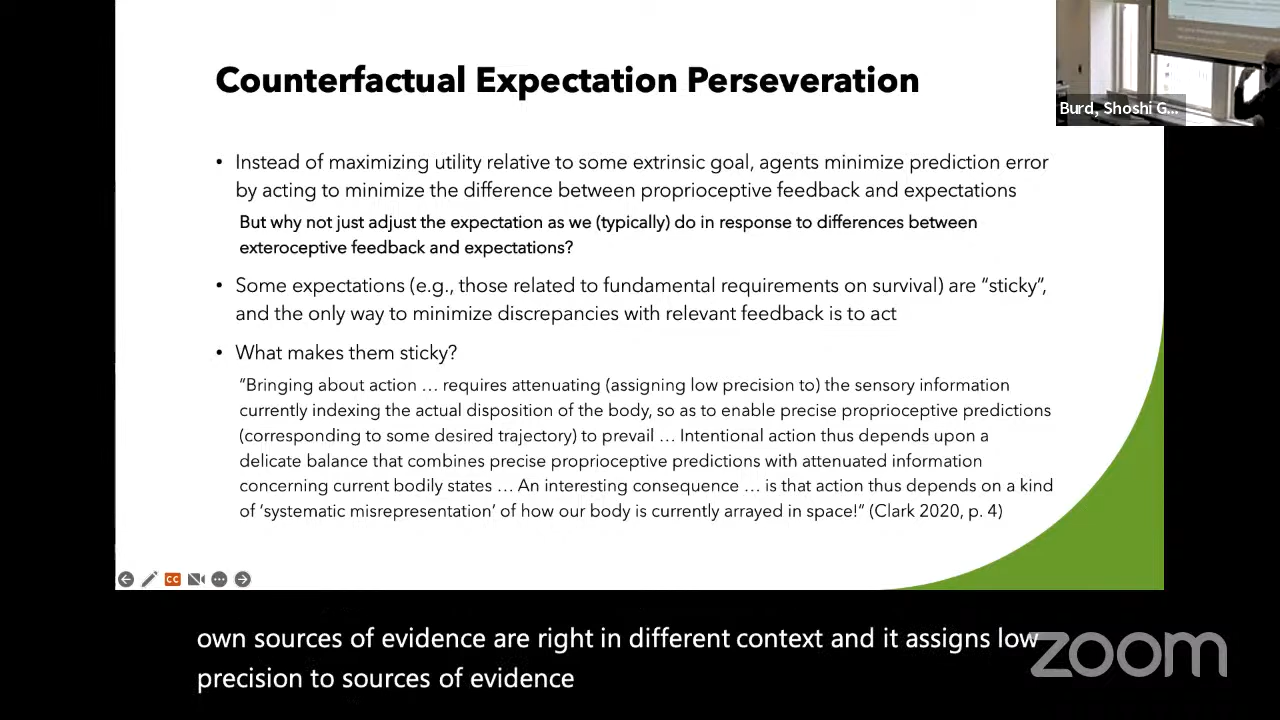 Counterfactual Expectation Perseveration
Burd, Shoshi G...
• Instead of maximizing utility relative to some extrinsic goal, agents minimize prediction error
by acting to minimize the difference between proprioceptive feedback and expectations
But why not just adjust the expectation as we (typically) do in response to differences between
exteroceptive feedback and expectations?
• Some expectations (e.g., those related to fundamental requirements on survival) are “sticky”,
and the only way to minimize discrepancies with relevant feedback is to act
• What makes them sticky?
“Bringing about action … requires attenuating (assigning low precision to) the sensory information
currently indexing the actual disposition of the body, so as to enable precise proprioceptive predictions
(corresponding to some desired trajectory) to prevail … Intentional action thus depends upon a
delicate balance that combines precise proprioceptive predictions with attenuated information
concerning current bodily states … An interesting consequence … is that action thus depends on a kind
of ‘systematic misrepresentation’ of how our body is currently arrayed in space!” (Clark 2020, p. 4)
CC
own sources of evidence are right in different context and it assigns low
precision to sources of evidence
zoom